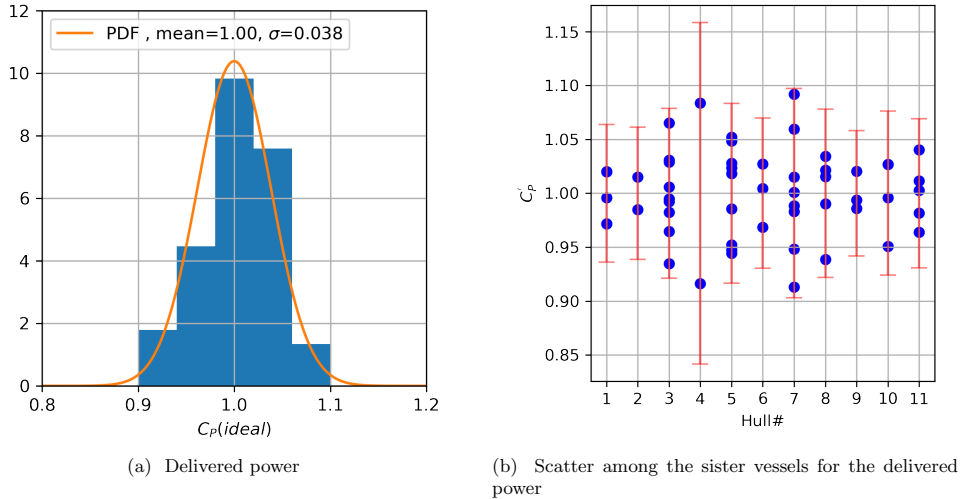 12
10
8
6
4
2
0
0.8 0.9 1.0 1.1 1.2
PDF , mean=1.00, σ=0.038
C_P(ideal)
(a) Delivered power
1.15
1.10
1.05
1.00
0.95
0.90
0.85
C_P^'
1 2 3 4 5 6 7 8 9 10 11
Hull#
(b) Scatter among the sister vessels for the delivered
power